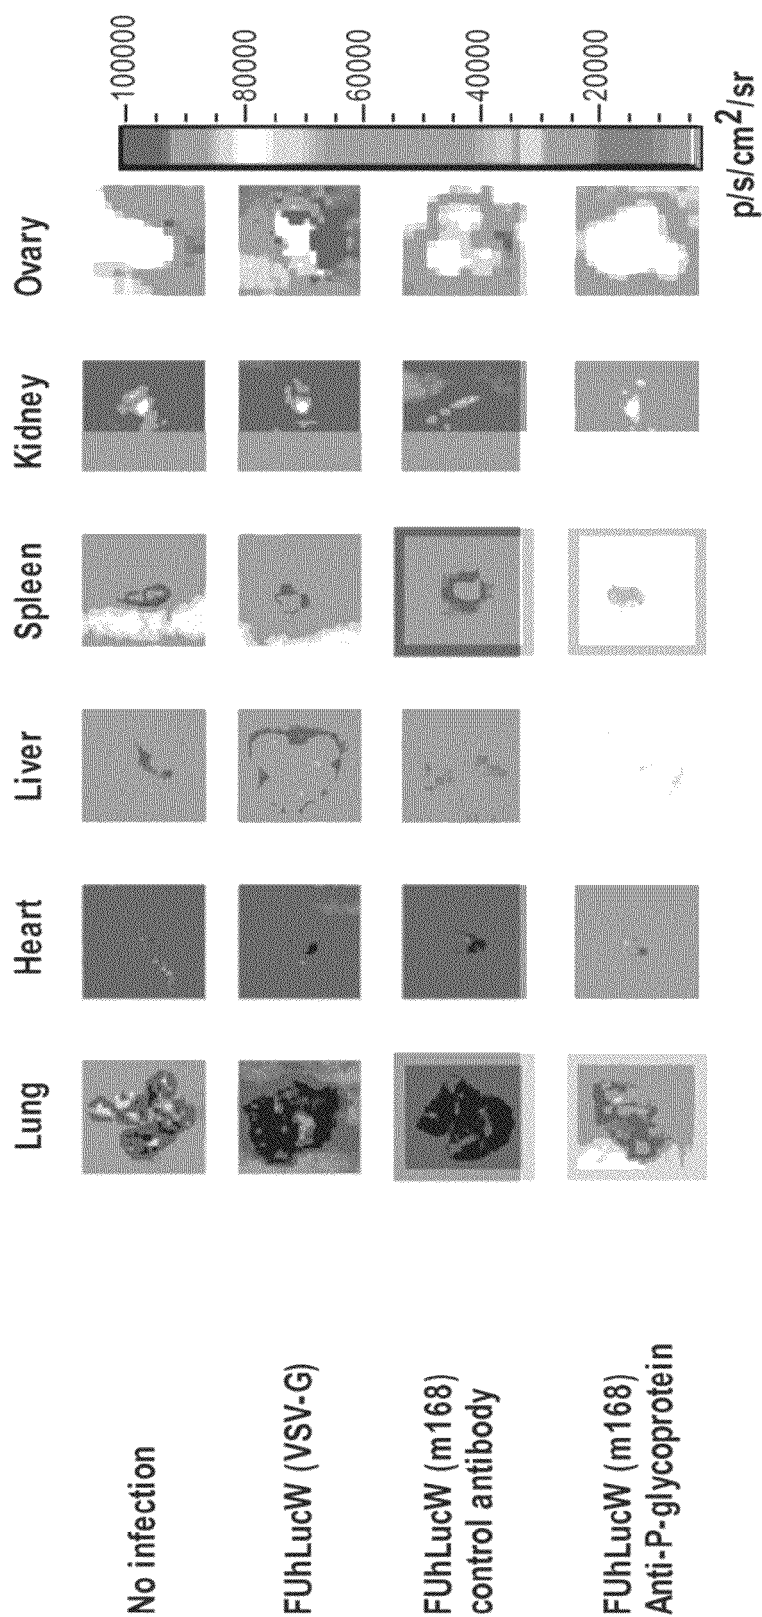 Lung Heart Liver Spleen Kidney Ovary
No infection
FUhLucW (VSV-G)
FUhLucW (m168)
control antibody
FUhLucW (m168)
Anti-P-glycoprotein
100000
80000
60000
40000
20000
p/s/cm²/sr